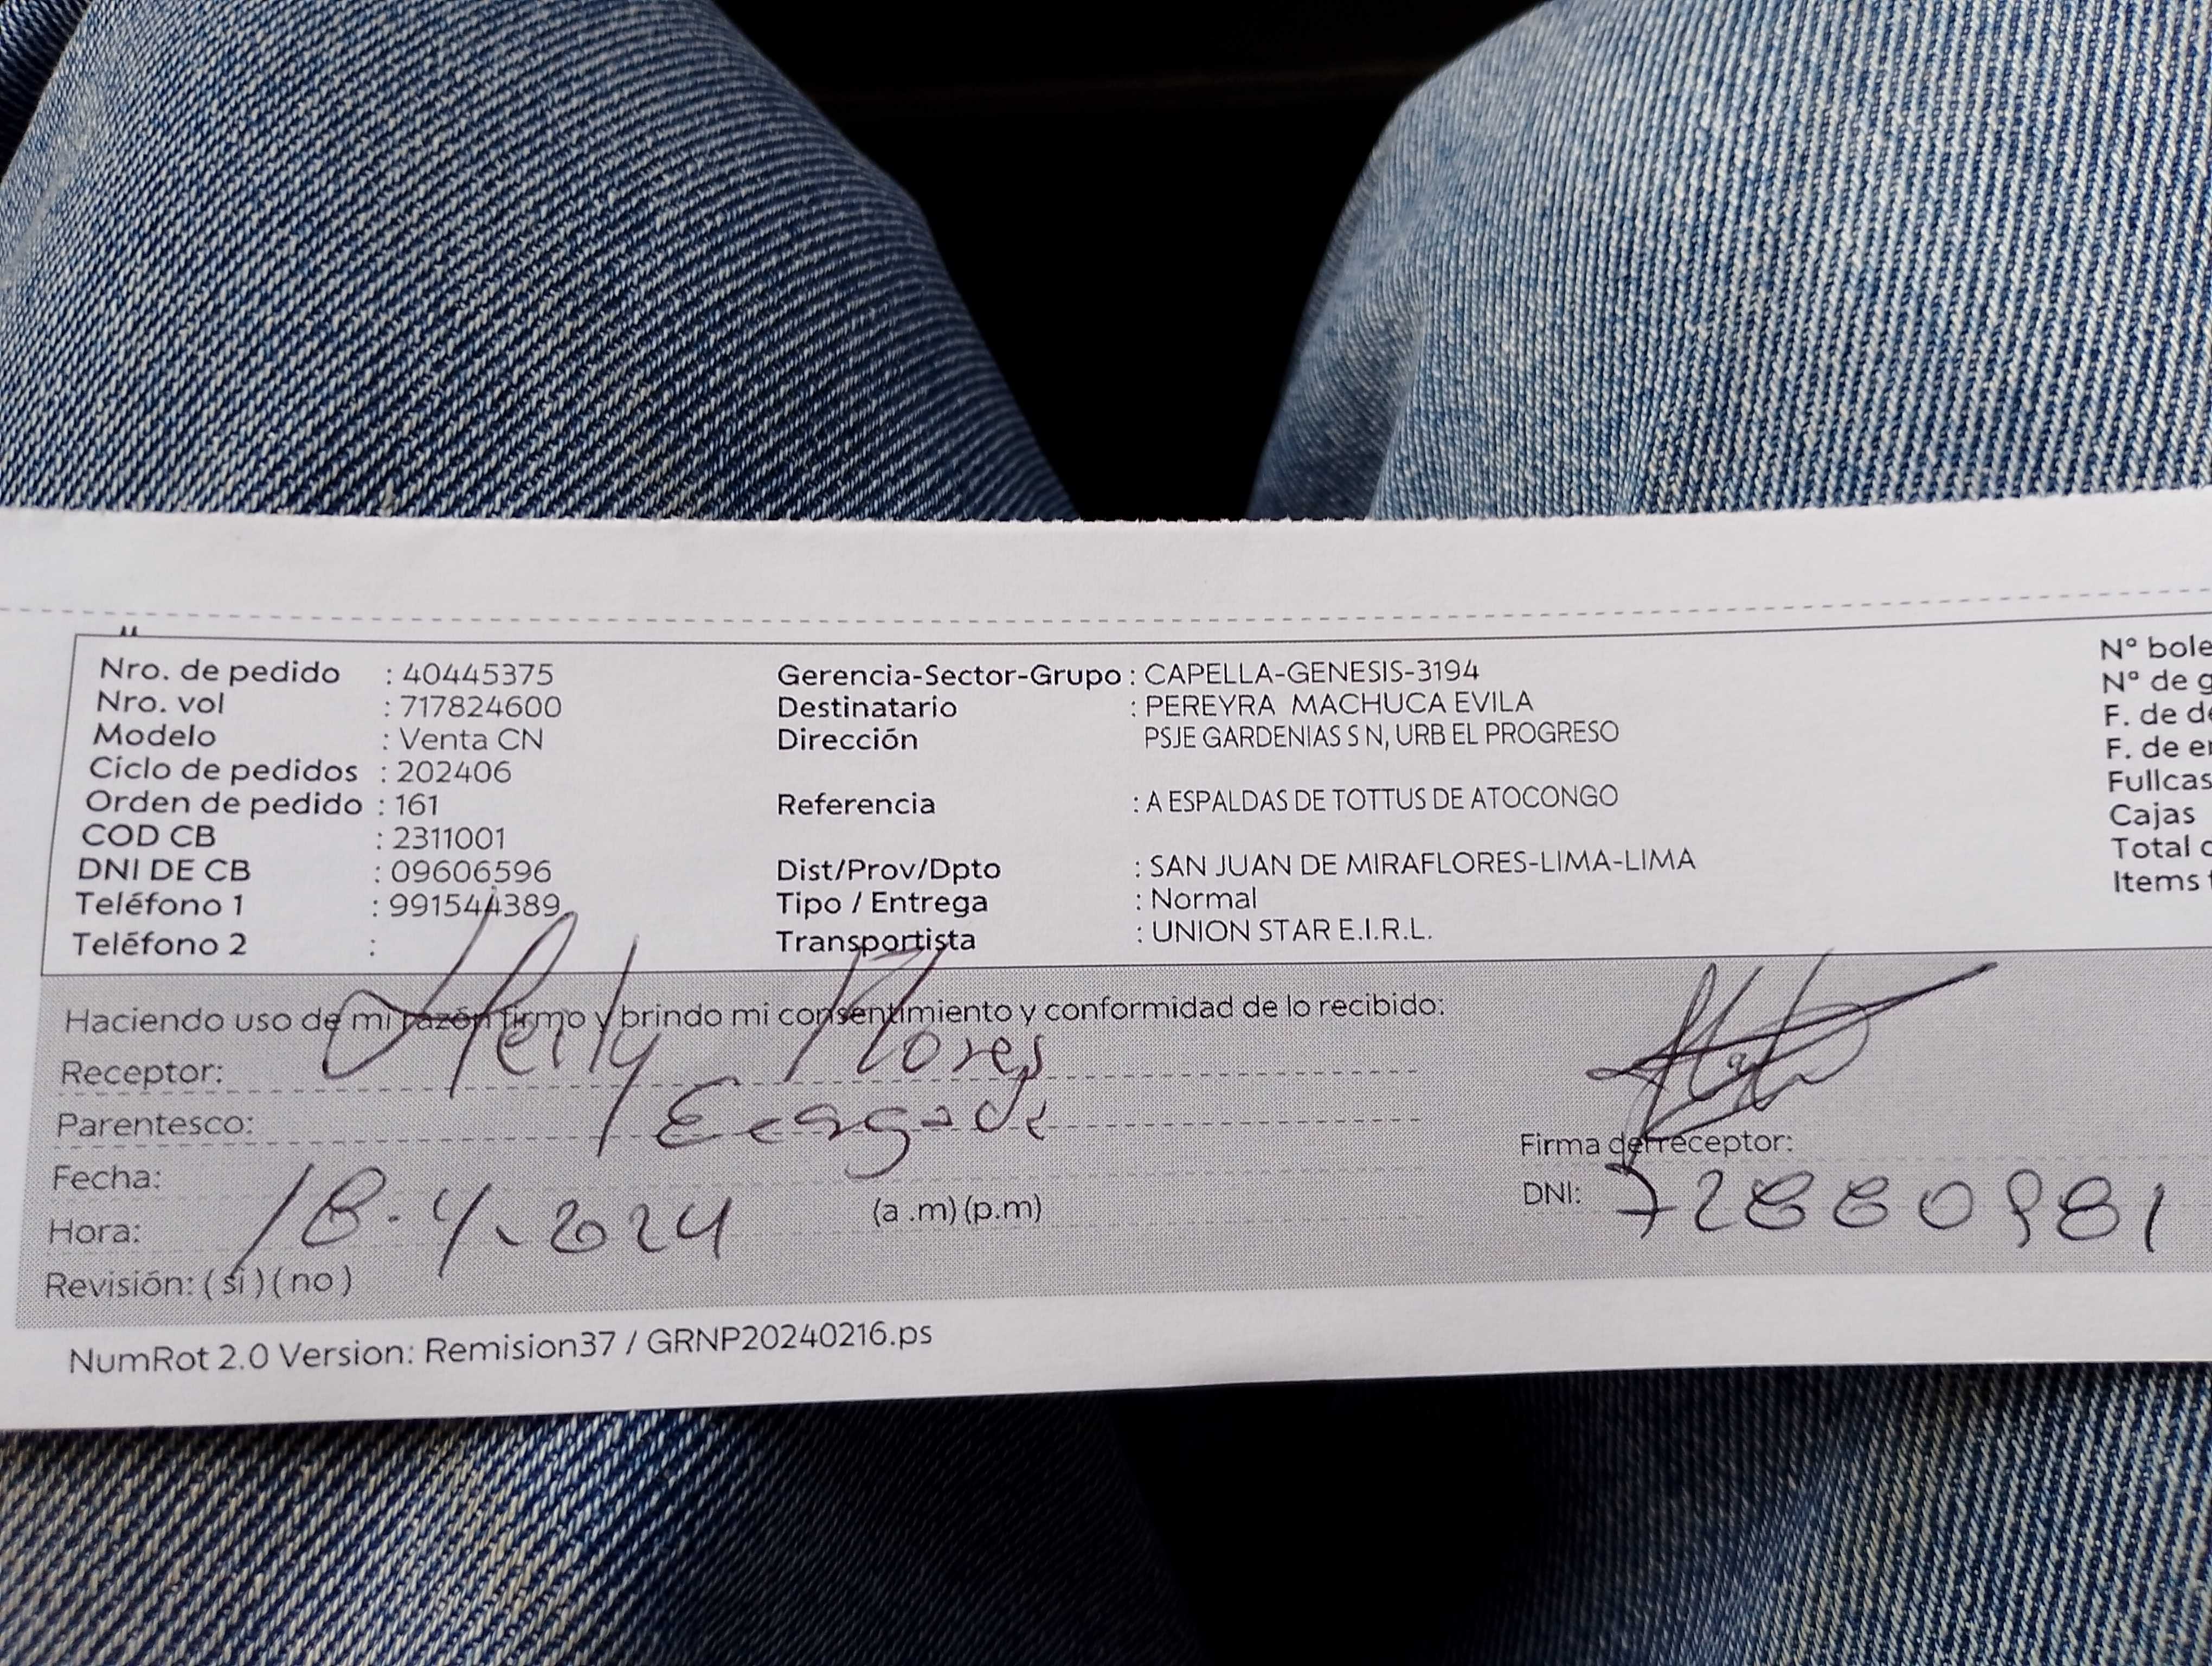 Nro. de pedido : 40445375
Nro. vol : 717824600
Modelo : Venta CN
Ciclo de pedidos : 202406
Orden de pedido : 161
COD CB : 2311001
DNI DE CB : 09606596
Teléfono 1 : 991544389
Teléfono 2 :
Gerencia-Sector-Grupo : CAPELLA-GENESIS-3194
Destinatario : PEREYRA MACHUCA EVILA
Dirección PSJE GARDENIAS S N, URB EL PROGRESO
Referencia : A ESPALDAS DE TOTTUS DE ATOCONGO
Dist/Prov/Dpto : SAN JUAN DE MIRAFLORES-LIMA-LIMA
Tipo / Entrega : Normal
Transportista : UNION STAR E.I.R.L.
N° bole
N° de g
F. de de
F. de en
Fullcas
Cajas
Total c
Items
Haciendo uso de mi razón firmo y brindo mi consentimiento y conformidad de lo recibido:
Receptor: Flores
Parentesco:
Fecha: 18.4.2024
Hora: (a .m) (p.m)
Revisión: ( si ) ( no )
Firma del receptor:
DNI: 72880981
NumRot 2.0 Version: Remision37 / GRNP20240216.ps